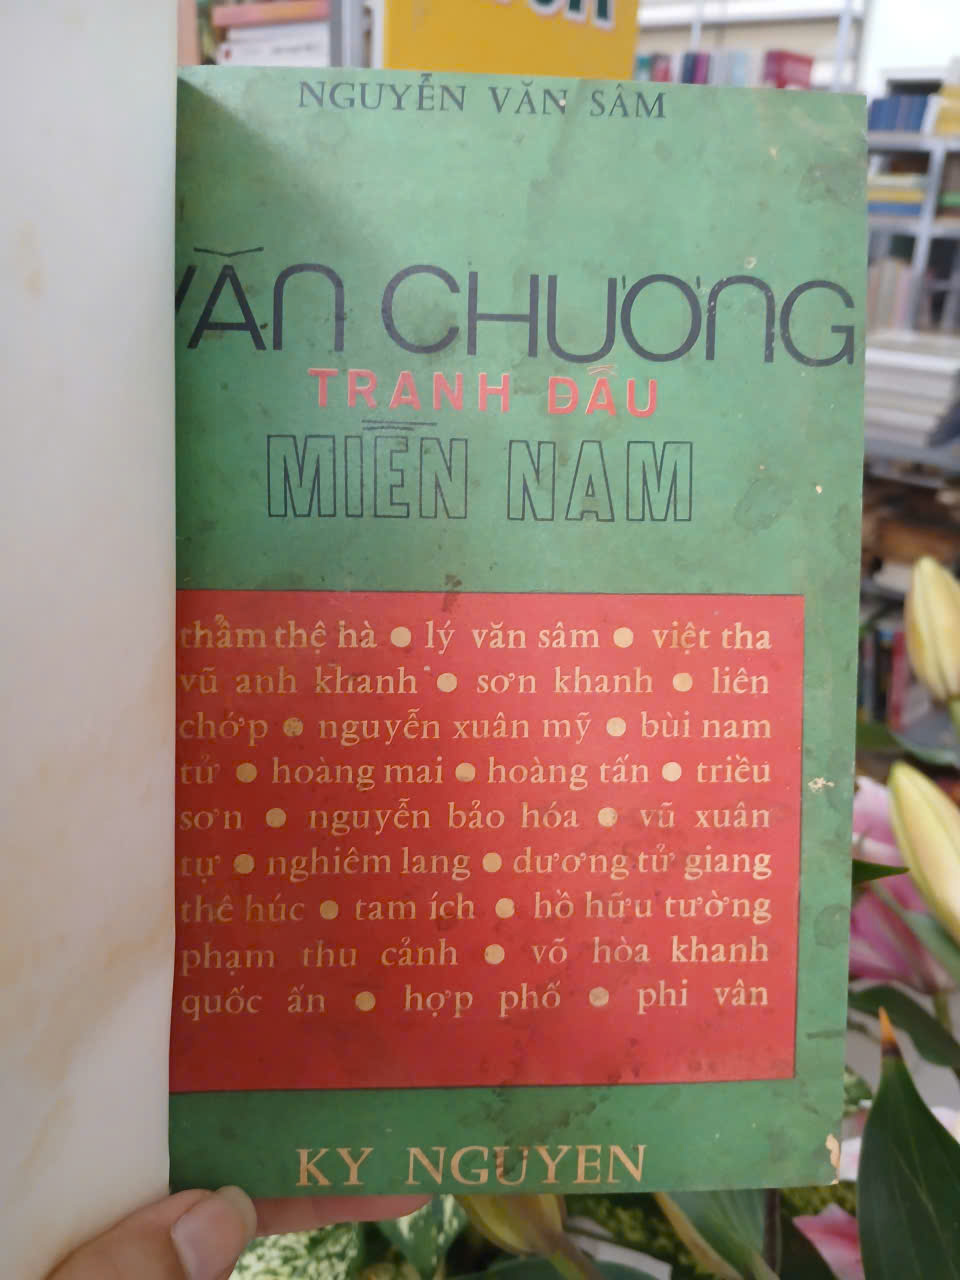 NGUYỄN VĂN SÂM
VĂN CHƯƠNG
TRANH ĐẤU
MIỀN NAM
thẩm thệ hà ● lý văn sâm ● việt tha
vũ anh khanh ● sơn khanh ● liên
chớp ● nguyễn xuân mỹ ● bùi nam
tử ● hoàng mai ● hoàng tấn ● triều
sơn ● nguyễn bảo hóa ● vũ xuân
tự ● nghiêm lang ● dương tử giang
thê húc ● tam ích ● hồ hữu tường
phạm thu cảnh ● võ hòa khanh
quốc ấn ● hợp phố ● phi vân
KY NGUYEN